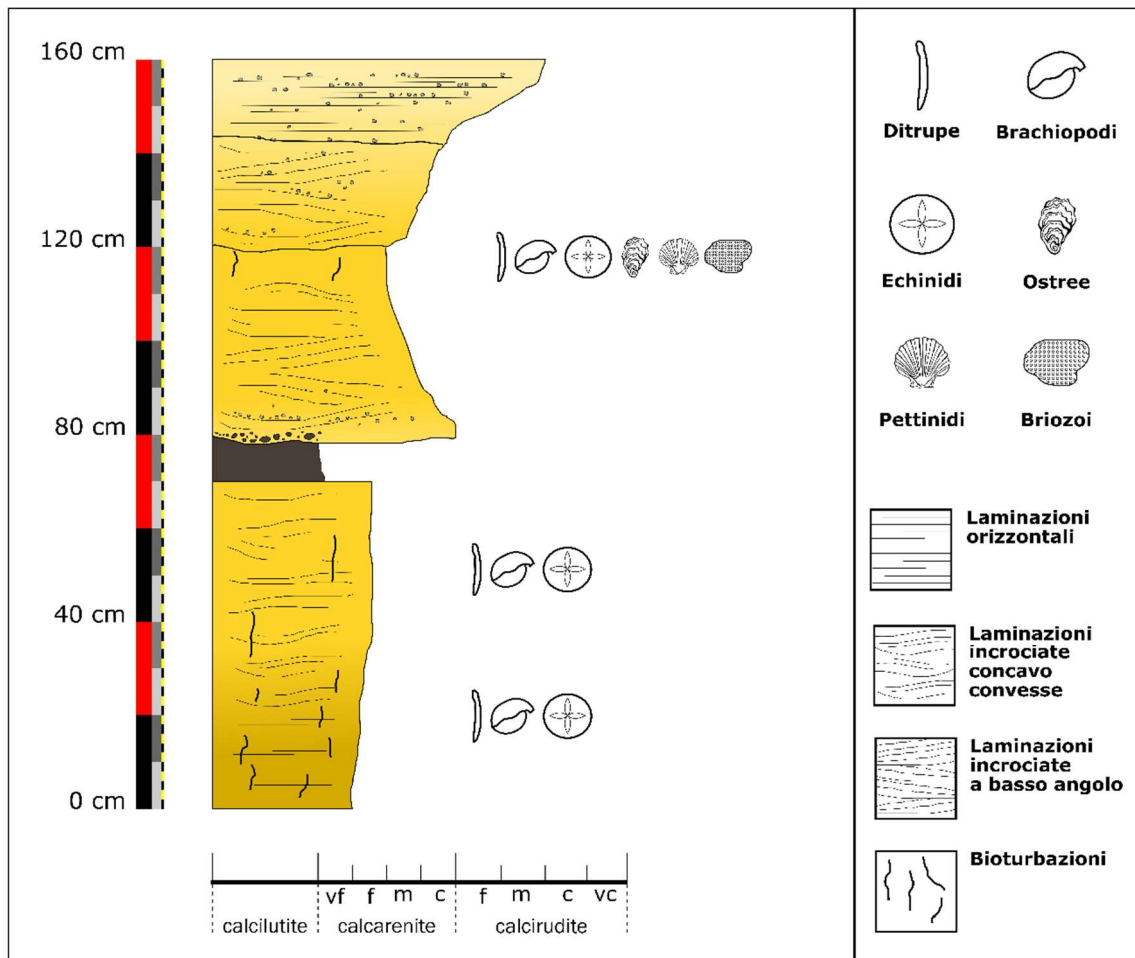 160 cm
120 cm
80 cm
40 cm
0 cm
vf f m c f m c vc
calcilutite calcarenite calcirudite
Ditrupe Brachiopodi
Echinidi Ostree
Pettinidi Briozoi
Laminazioni
orizzontali
Laminazioni
incrociate
concavo
convesse
Laminazioni
incrociate
a basso angolo
Bioturbazioni